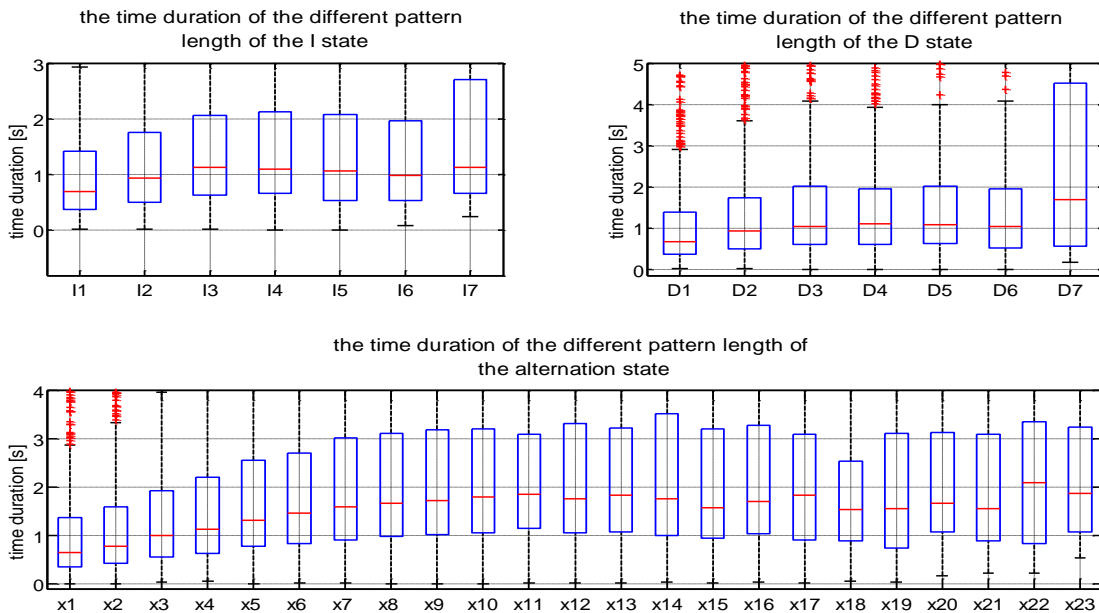 the time duration of the different pattern
length of the I state
3
2
1
0
time duration [s]
I1 I2 I3 I4 I5 I6 I7
the time duration of the different pattern
length of the D state
5
4
3
2
1
0
time duration [s]
D1 D2 D3 D4 D5 D6 D7
the time duration of the different pattern length of
the alternation state
4
3
2
1
0
time duration [s]
x1 x2 x3 x4 x5 x6 x7 x8 x9 x10 x11 x12 x13 x14 x15 x16 x17 x18 x19 x20 x21 x22 x23